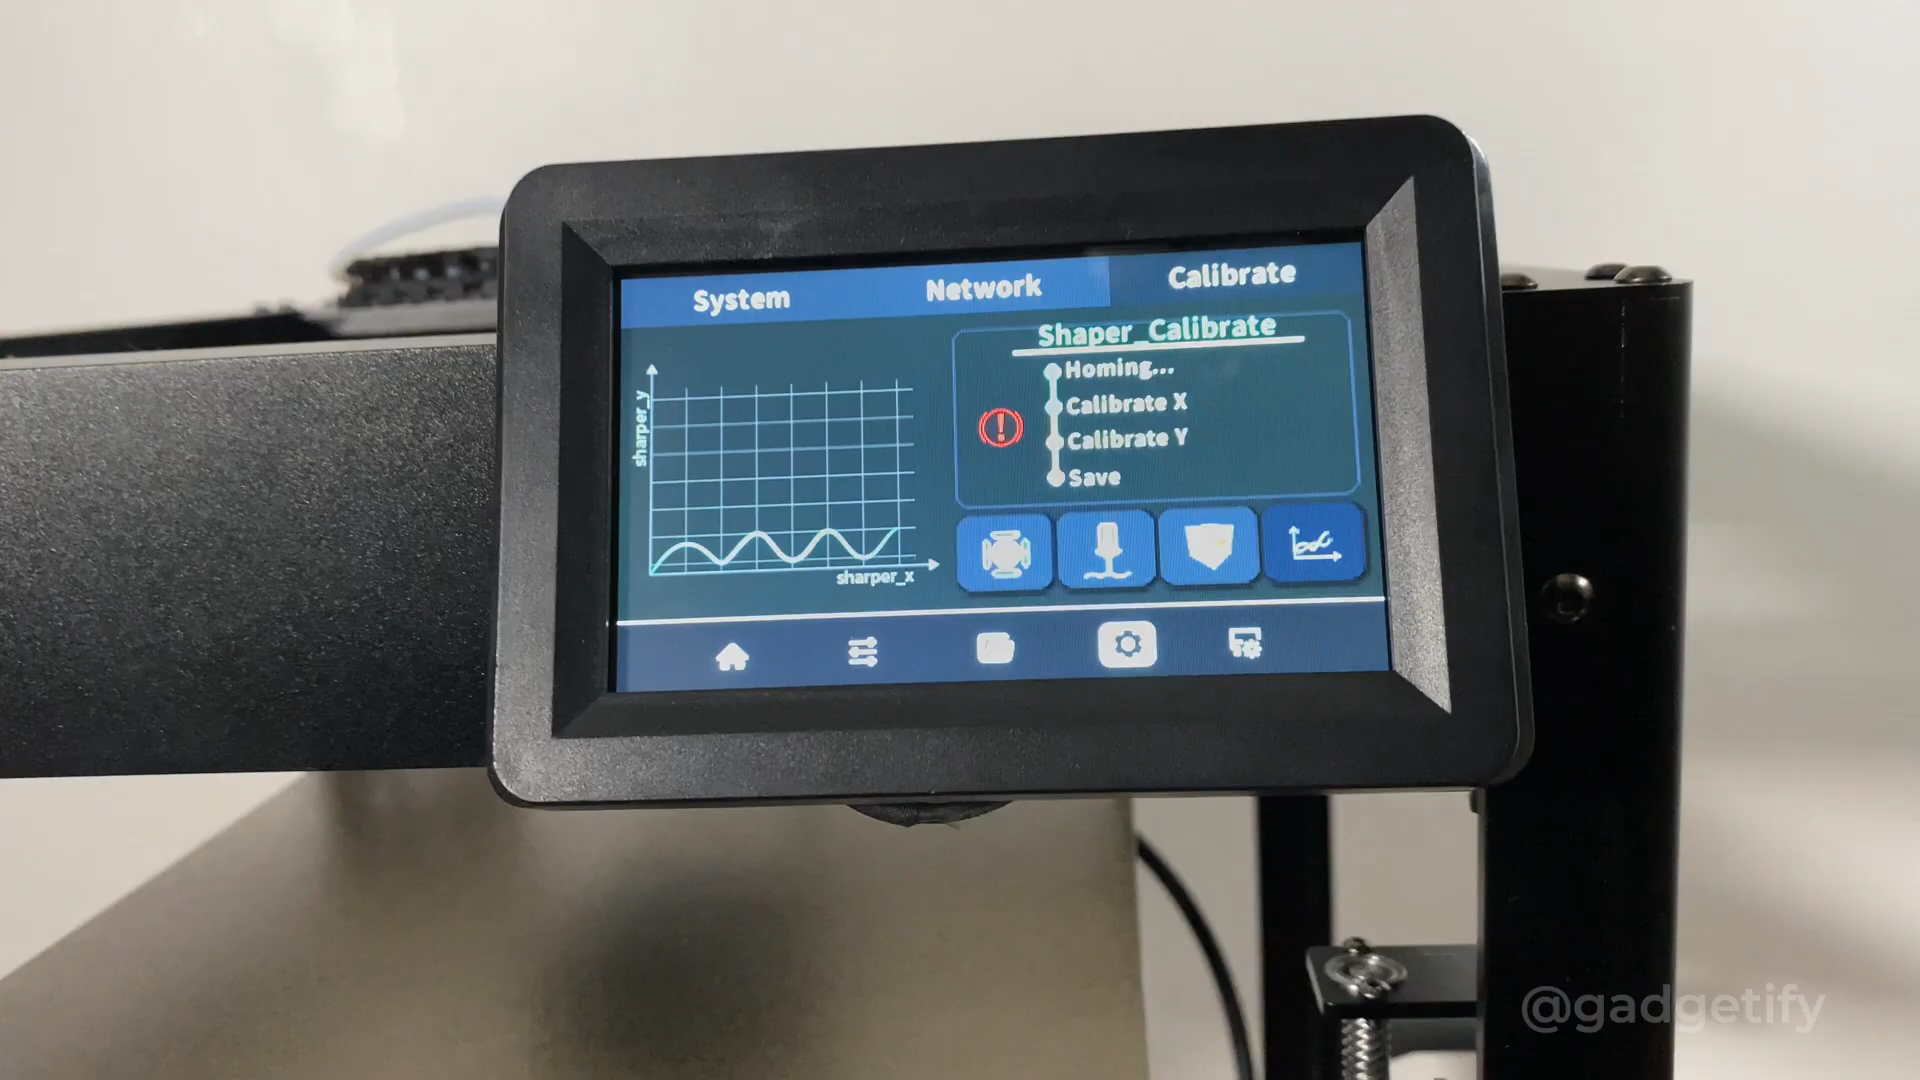 System Network Calibrate
Shaper_Calibrate
Homing...
Calibrate X
Calibrate Y
Save
sharper_y
sharper_x
@gadgetify